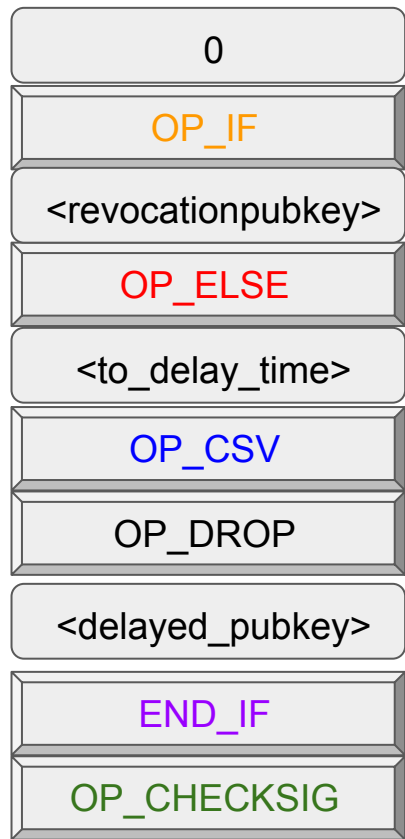 0
OP_IF
<revocationpubkey>
OP_ELSE
<to_delay_time>
OP_CSV
OP_DROP
<delayed_pubkey>
END_IF
OP_CHECKSIG